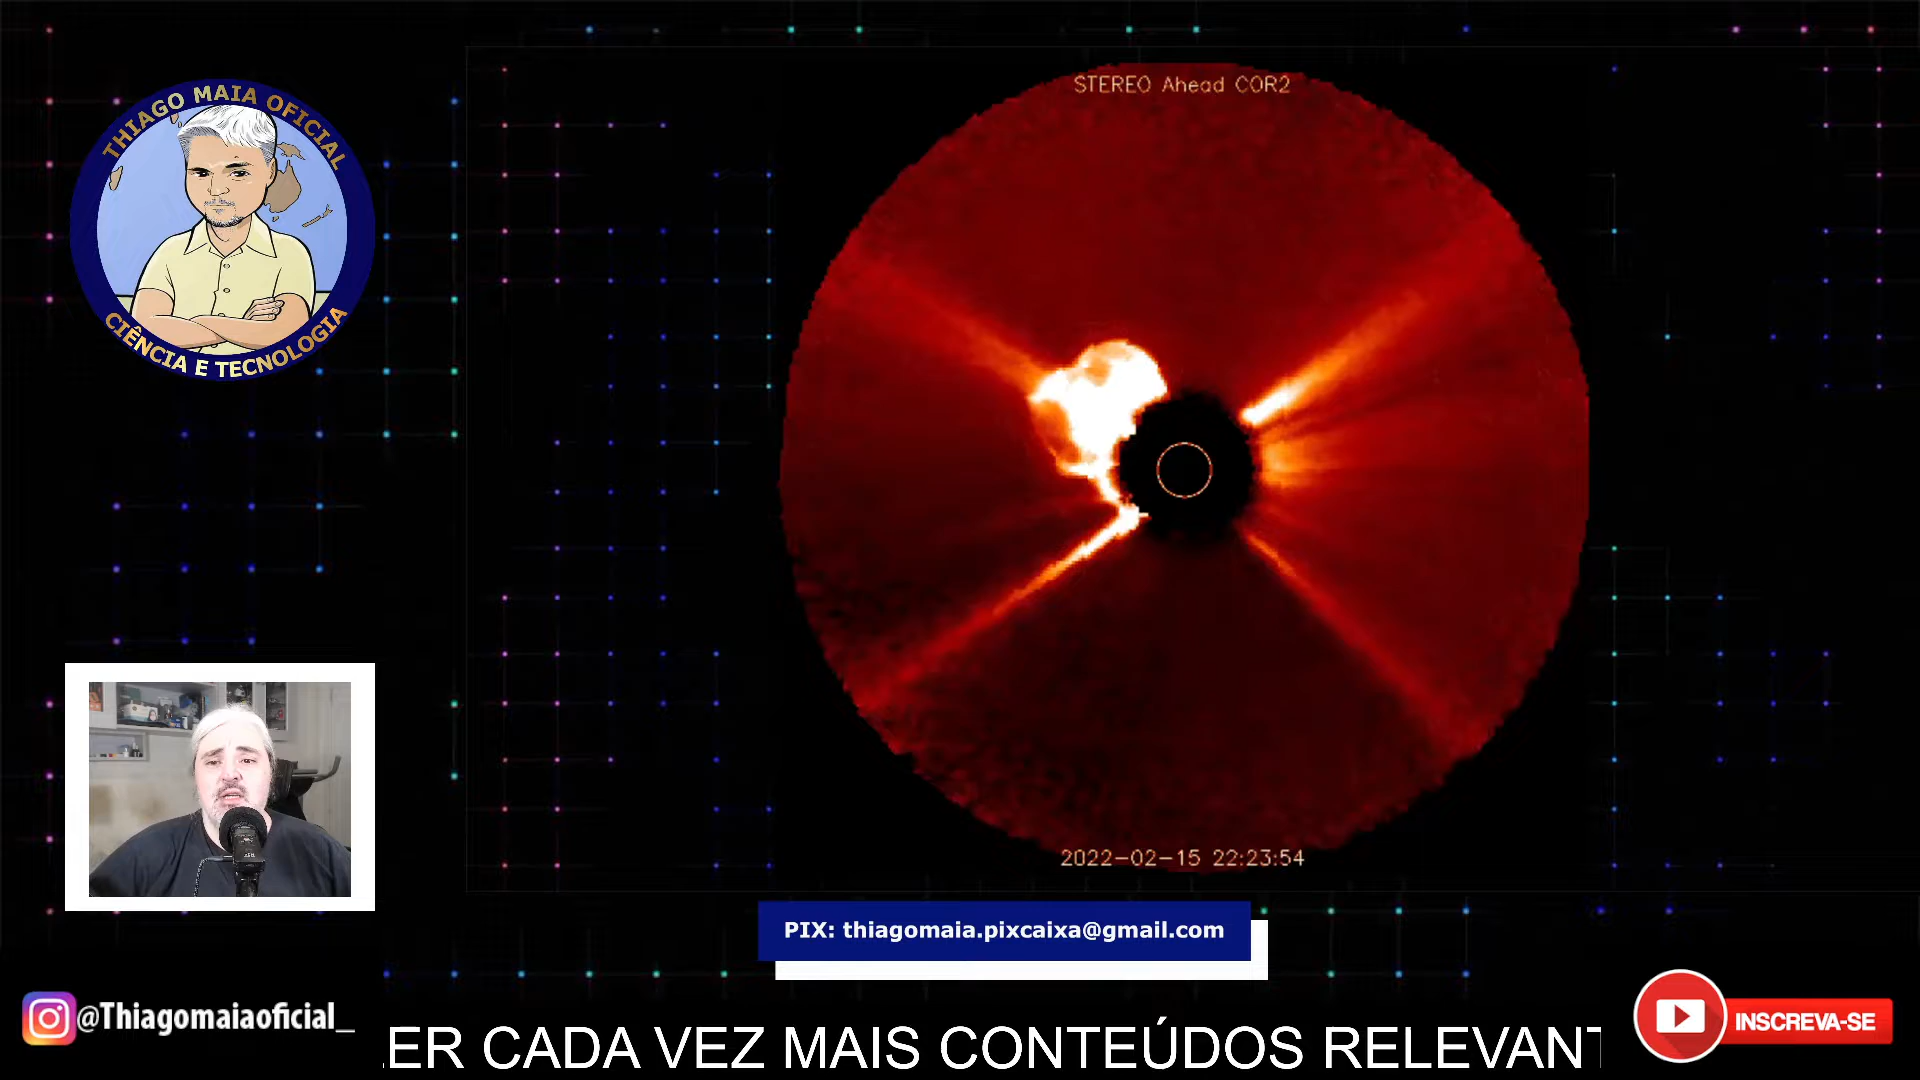 THIAGO MAIA OFICIAL
CIÊNCIA E TECNOLOGIA
STEREO Ahead COR2
2022-02-15 22:23:54
PIX: thiagomaia.pixcaixa@gmail.com
@Thiagomaiaoficial_
ER CADA VEZ MAIS CONTEÚDOS RELEVANT
INSCREVA-SE